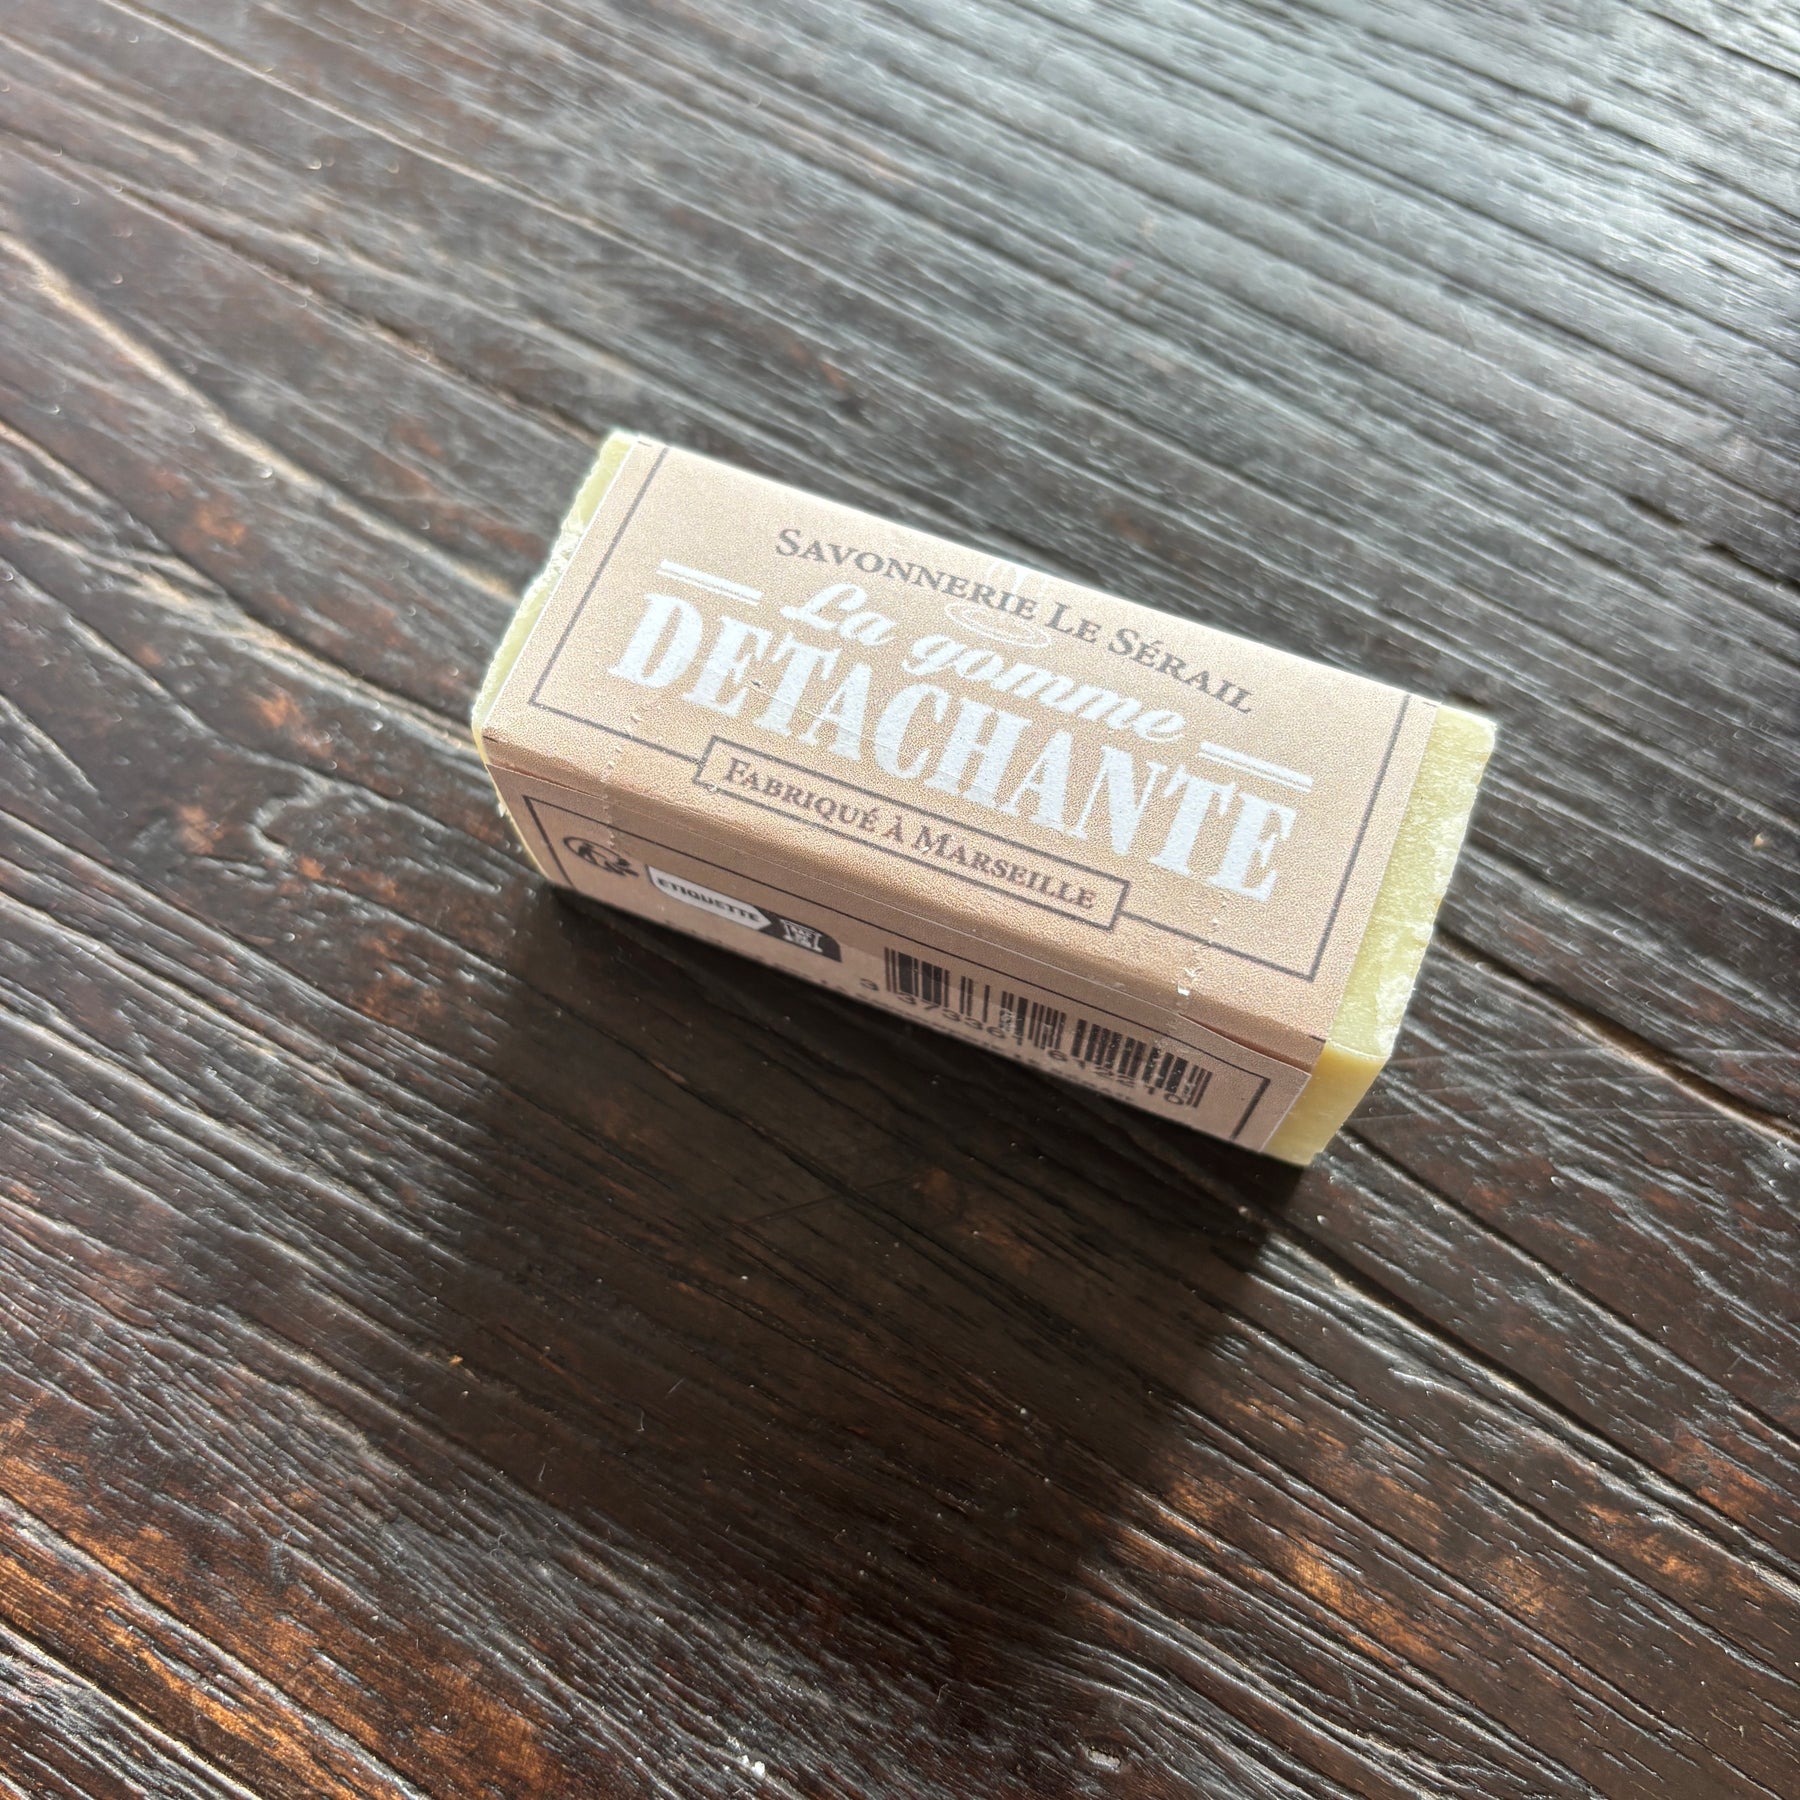 SAVONNERIE LE SÉRAIL
La gomme
DETACHANTE
FABRIQUÉ À MARSEILLE
ETIQUETTE